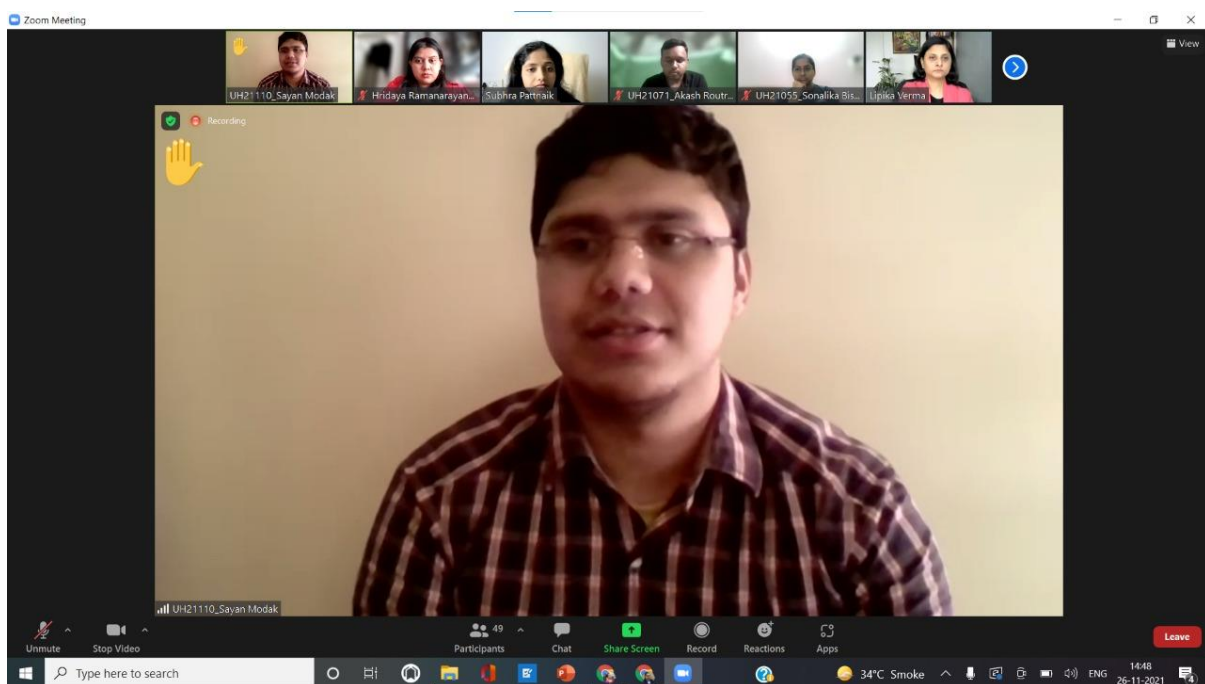 Zoom Meeting
View
UH21110_Sayan Modak
Hridaya Ramanarayan...
Subhra Pattnaik
UH21071_Akash Routr...
UH21055_Sonalika Bis...
Lipika Verma
Recording
UH21110_Sayan Modak
Unmute
Stop Video
49
Participants
Chat
Share Screen
Record
Reactions
Apps
Leave
Type here to search
34°C Smoke
ENG
14:48
26-11-2021
4